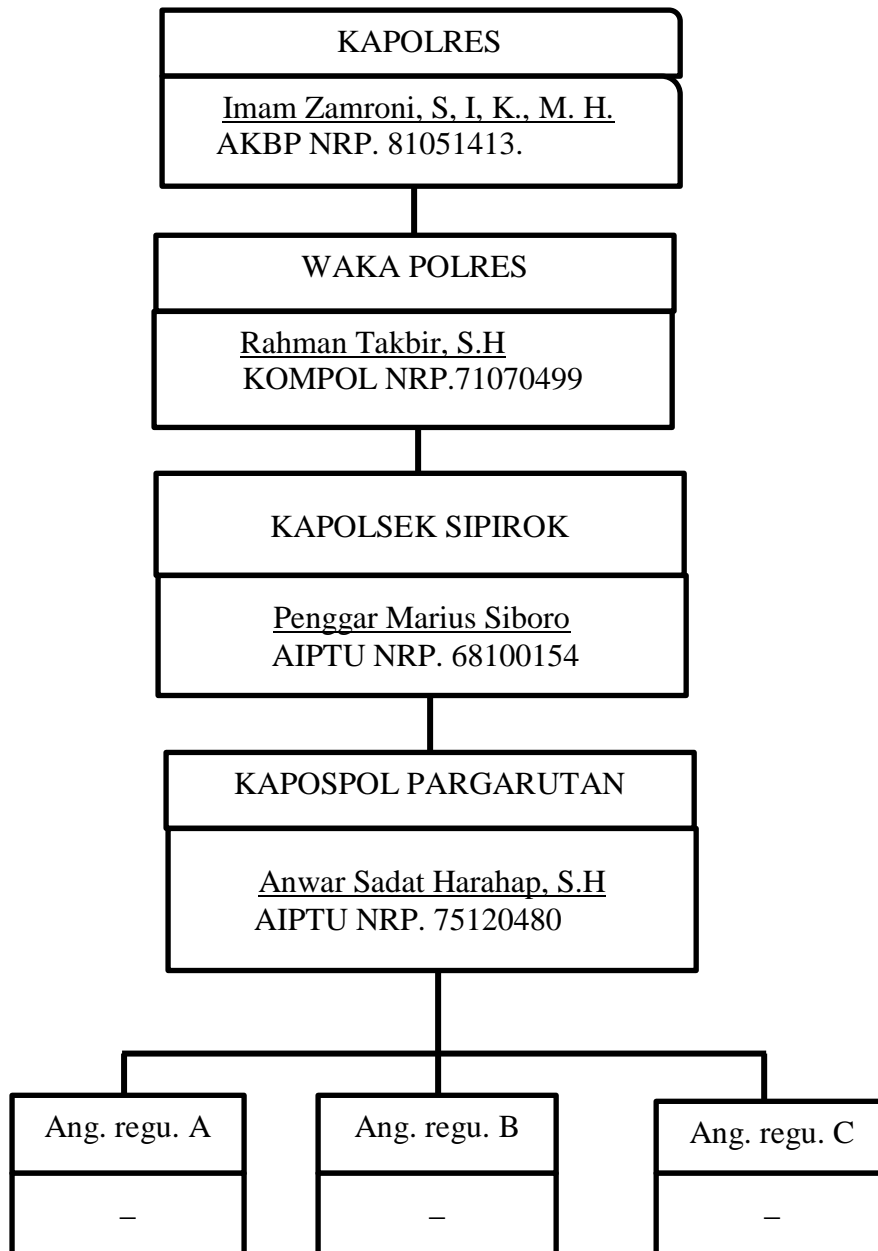 KAPOLRES
Imam Zamroni, S, I, K., M. H.
AKBP NRP. 81051413.
WAKA POLRES
Rahman Takbir, S.H
KOMPOL NRP.71070499
KAPOLSEK SIPIROK
Penggar Marius Siboro
AIPTU NRP. 68100154
KAPOSPOL PARGARUTAN
Anwar Sadat Harahap, S.H
AIPTU NRP. 75120480
Ang. regu. A
Ang. regu. B
Ang. regu. C
–
–
–